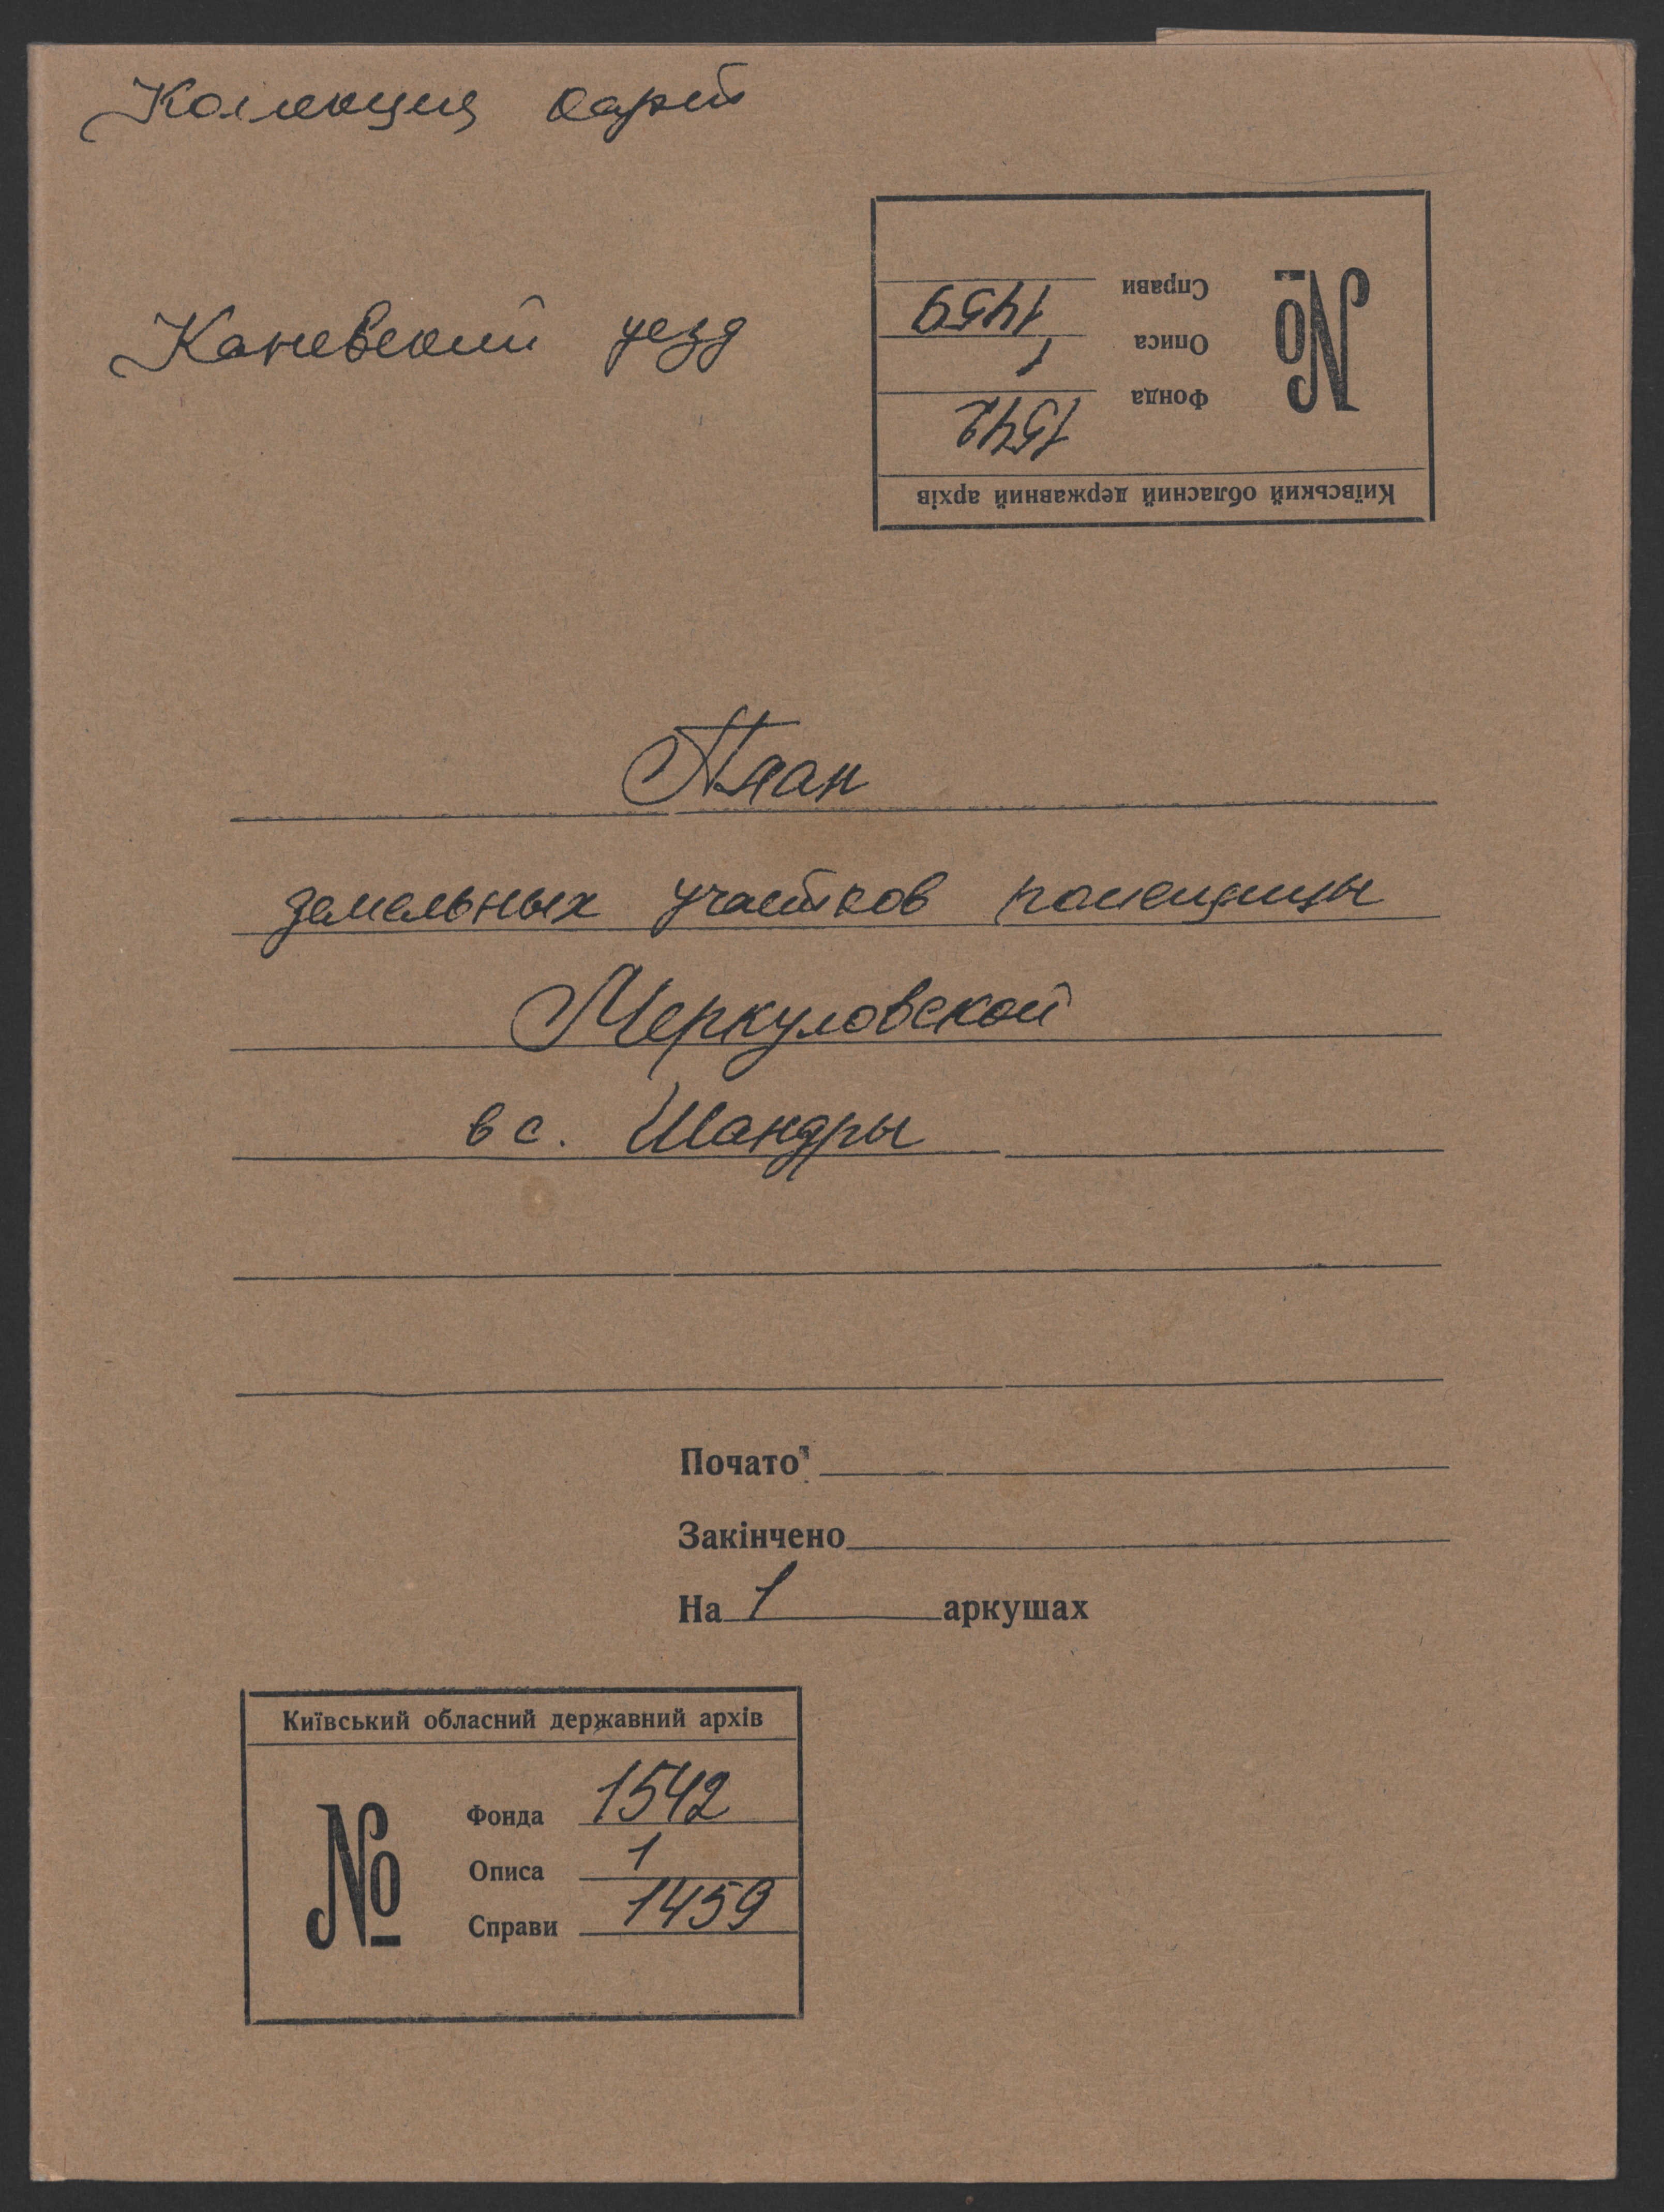 Коллекция карт
Каневский уезд
Київський обласний державний архів
№
Фонда 1542
Описа 1
Справи 1459
План
земельных участков помещицы
Меркуловской
в с. Шандры
Почато
Закінчено
На 1 аркушах
Київський обласний державний архів
№
Фонда 1542
Описа 1
Справи 1459